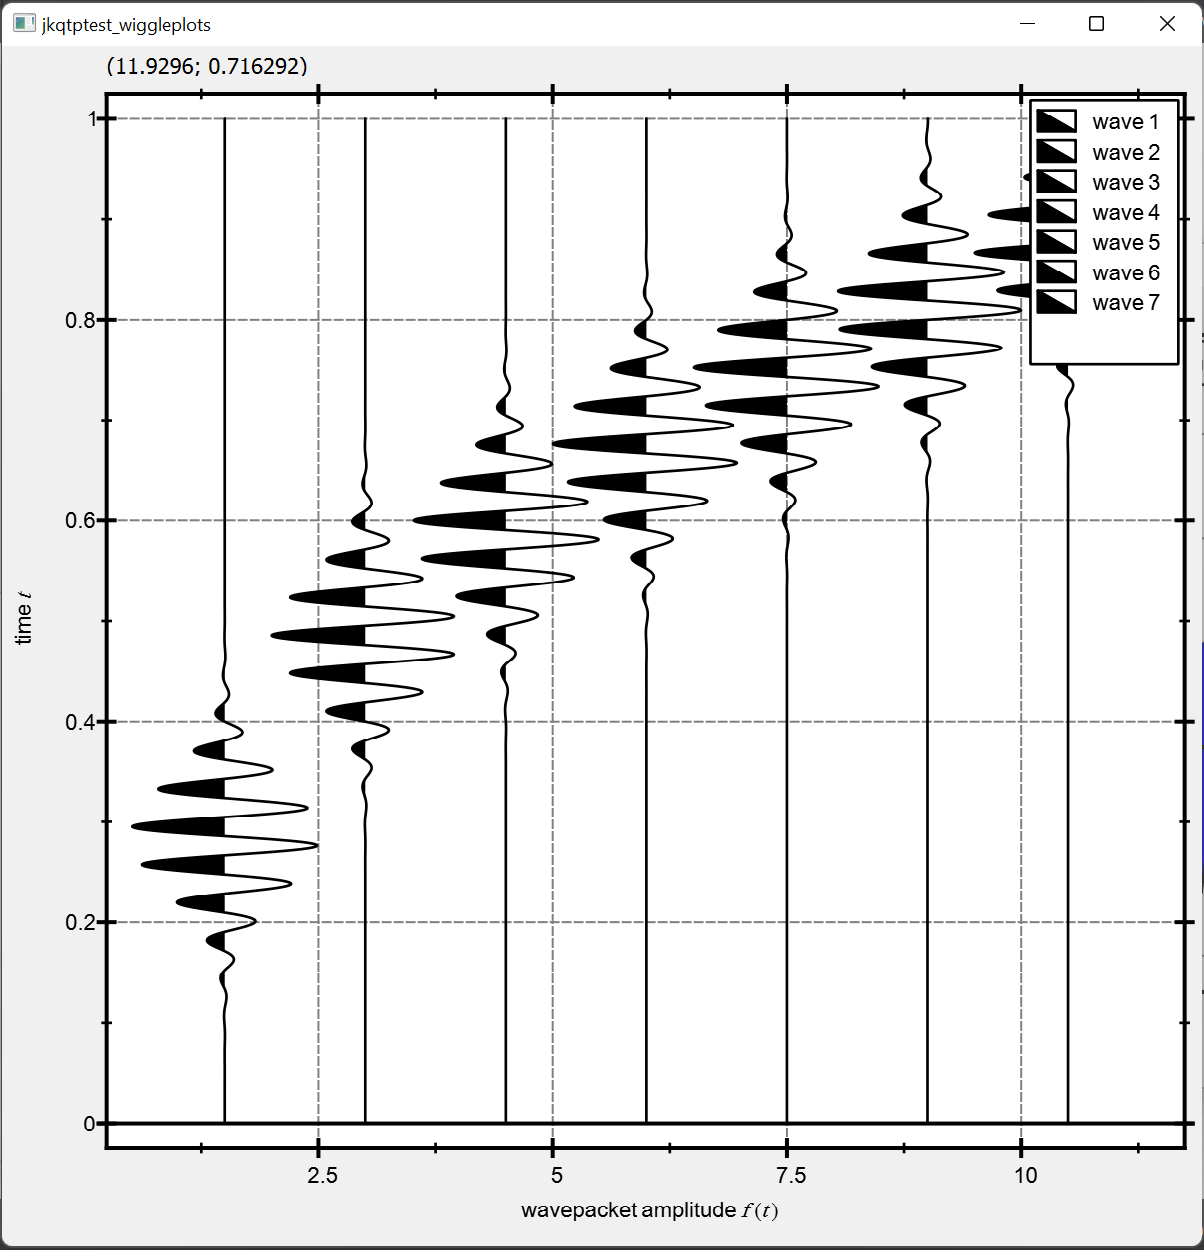 jkqtptest_wiggleplots
(11.9296; 0.716292)
wave 1
wave 2
wave 3
wave 4
wave 5
wave 6
wave 7
1
0.8
0.6
0.4
0.2
0
time t
2.5 5 7.5 10
wavepacket amplitude f (t)